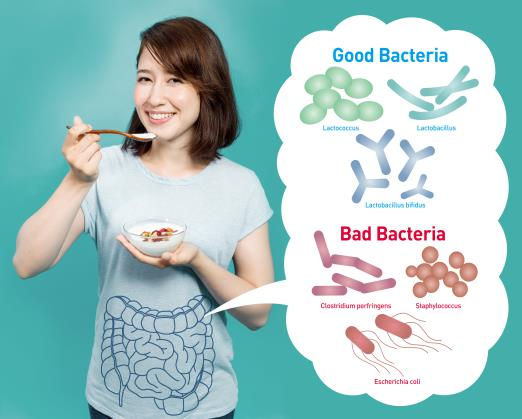 Good Bacteria
Lactococcus
Lactobacillus
Lactobacillus bifidus
Bad Bacteria
Clostridium perfringens
Staphylococcus
Escherichia coli